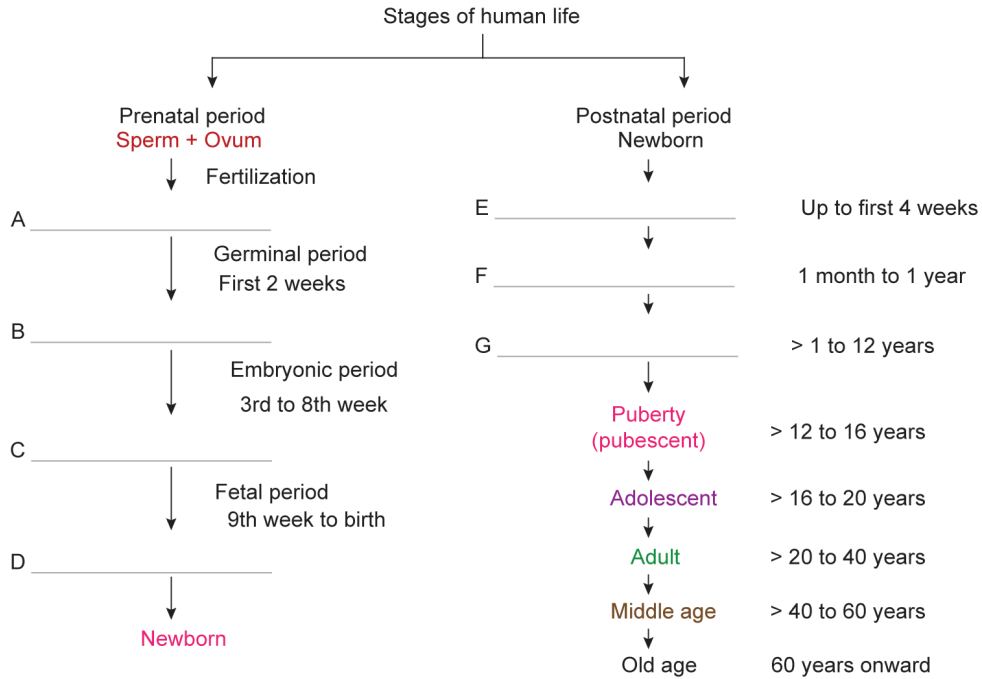 Stages of human life
Prenatal period
Sperm + Ovum
Fertilization
A
Germinal period
First 2 weeks
B
Embryonic period
3rd to 8th week
C
Fetal period
9th week to birth
D
Newborn
Postnatal period
Newborn
E Up to first 4 weeks
F 1 month to 1 year
G > 1 to 12 years
Puberty
(pubescent) > 12 to 16 years
Adolescent > 16 to 20 years
Adult > 20 to 40 years
Middle age > 40 to 60 years
Old age 60 years onward